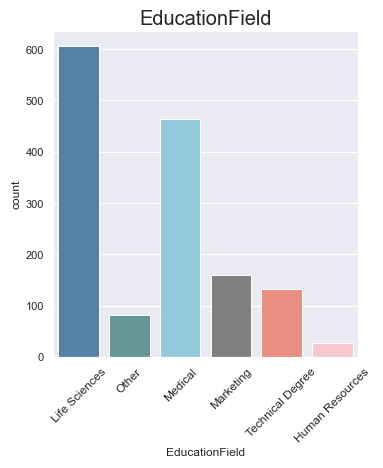 EducationField
600
500
400
300
200
100
0
count
Life Sciences
Other
Medical
Marketing
Technical Degree
Human Resources
EducationField